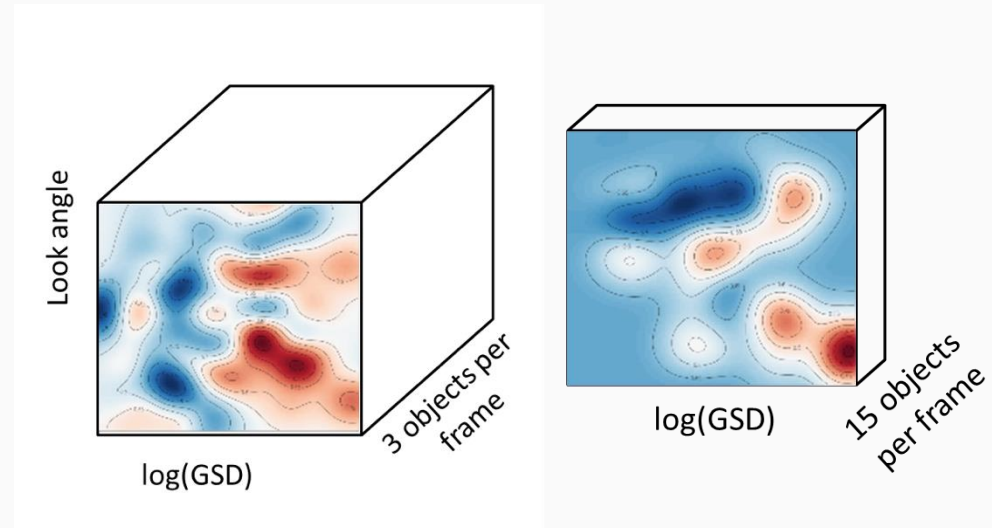 Look angle
log(GSD)
3 objects per
frame
log(GSD)
15 objects
per frame